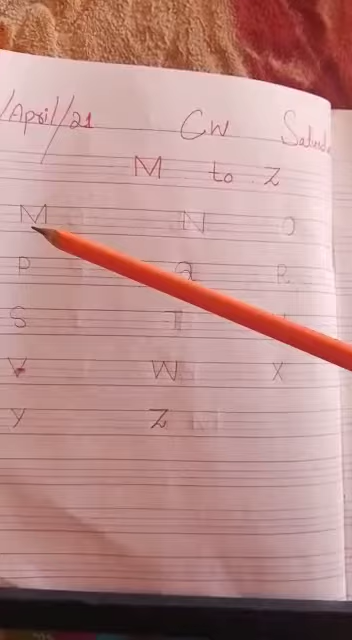 /April/21 CW
M to Z
M N O
P Q R
S T
V W X
Y Z